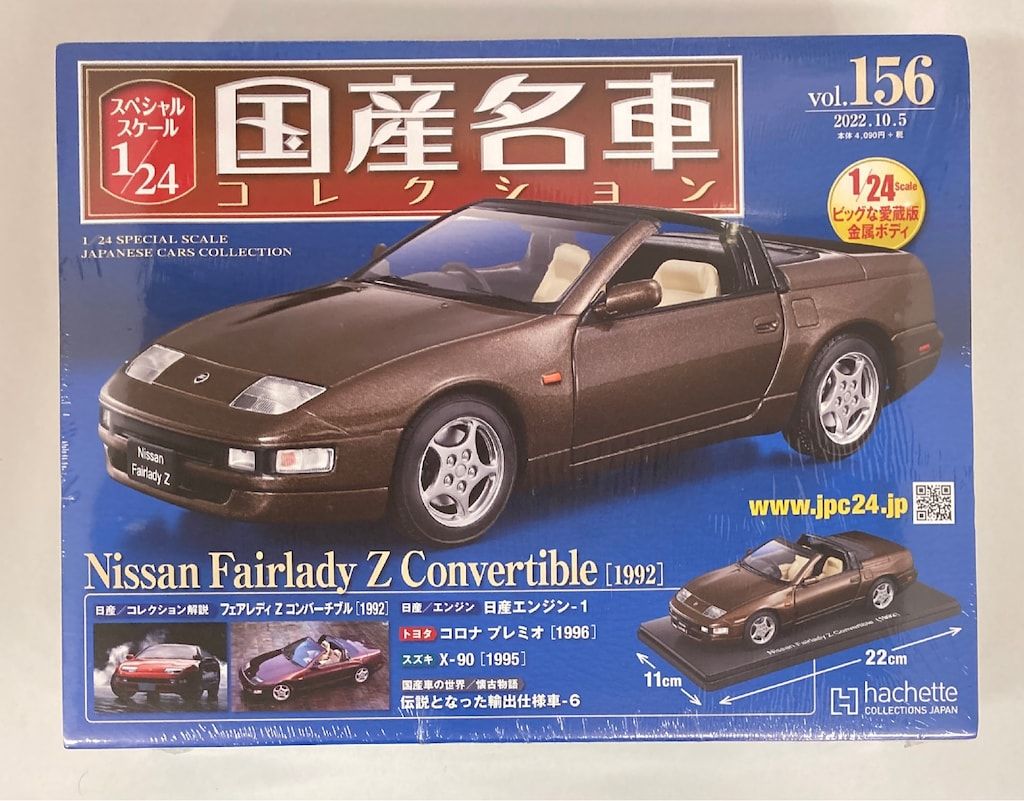 スペシャル
スケール
1/24
国産名車
コレクション
1/24 SPECIAL SCALE
JAPANESE CARS COLLECTION
vol.156
2022.10.5
本体 4,090円+税
1/24 Scale
ビッグな愛蔵版
金属ボディ
Nissan
Fairlady Z
www.jpc24.jp
Nissan Fairlady Z Convertible [1992]
日産/コレクション解説 フェアレディZ コンバーチブル [1992]
日産/エンジン 日産エンジン-1
トヨタ コロナ プレミオ [1996]
スズキ X-90 [1995]
国産車の世界/懐古物語
伝説となった輸出仕様車-6
Nissan Fairlady Z Convertible (1992)
11cm
22cm
hachette
COLLECTIONS JAPAN